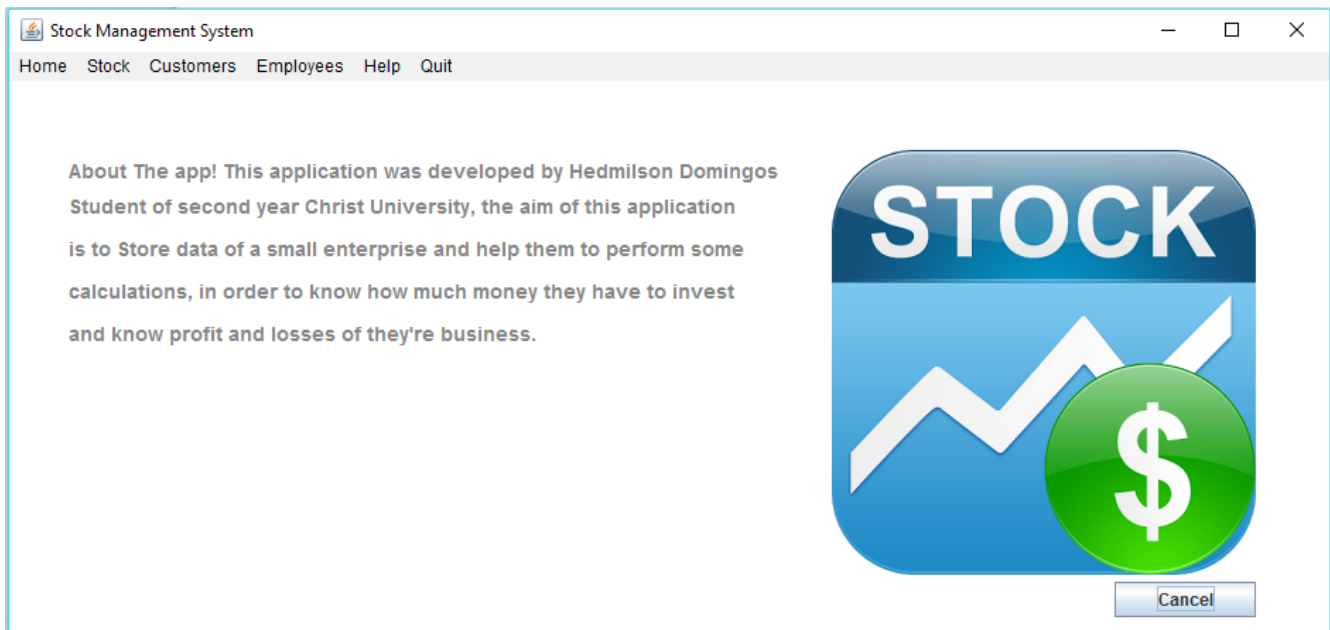 Stock Management System
Home Stock Customers Employees Help Quit
About The app! This application was developed by Hedmilson Domingos
Student of second year Christ University, the aim of this application
is to Store data of a small enterprise and help them to perform some
calculations, in order to know how much money they have to invest
and know profit and losses of they're business.
STOCK
$
Cancel